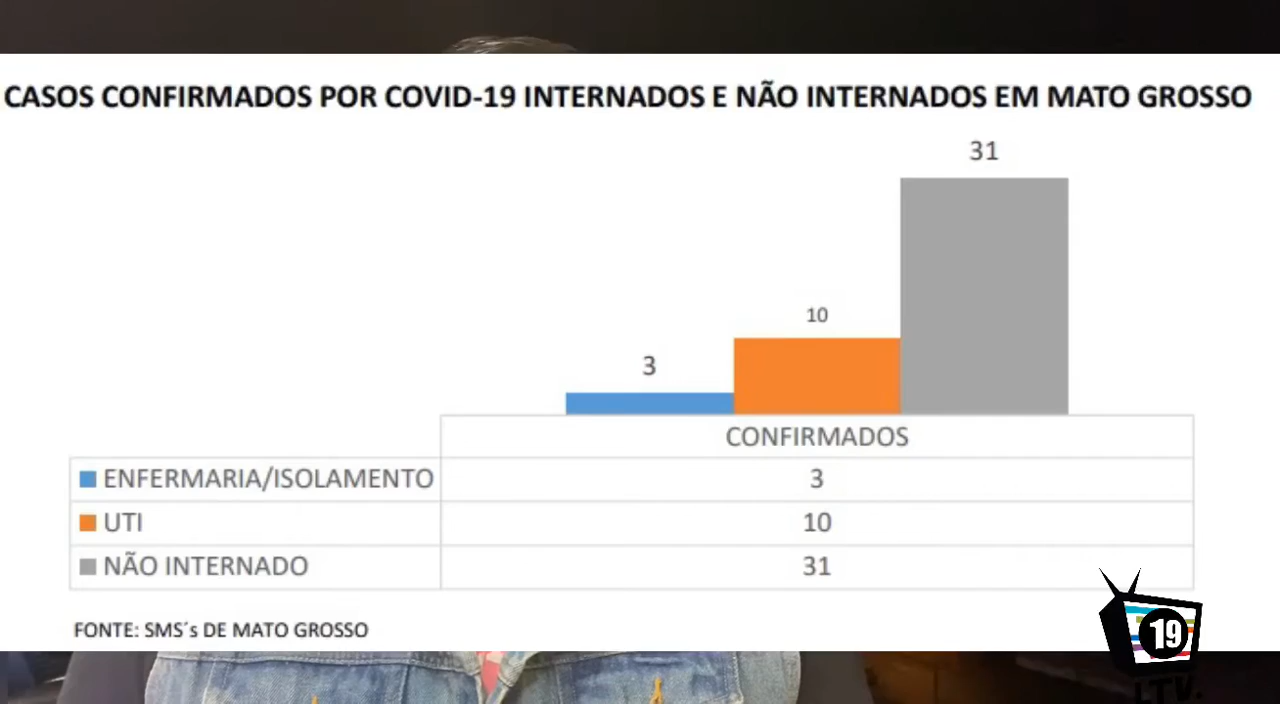 CASOS CONFIRMADOS POR COVID-19 INTERNADOS E NÃO INTERNADOS EM MATO GROSSO
31
10
3
CONFIRMADOS
ENFERMARIA/ISOLAMENTO 3
UTI 10
NÃO INTERNADO 31
FONTE: SMS´s DE MATO GROSSO
19
LTV.